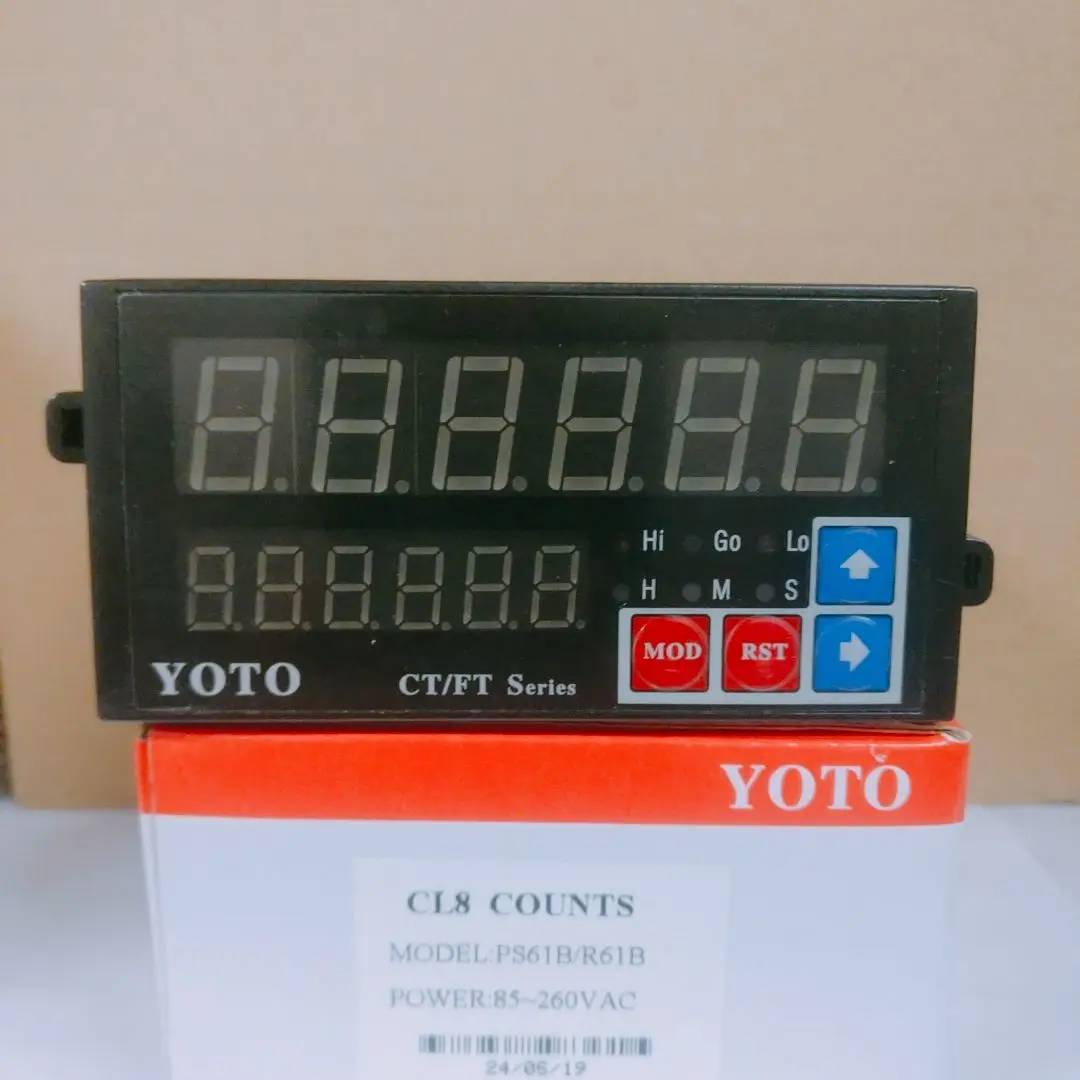 Hi Go Lo
H M S
MOD RST
YOTO CT/FT Series
YOTO
CL8 COUNTS
MODEL:PS61B/R61B
POWER:85~260VAC
24/06/19